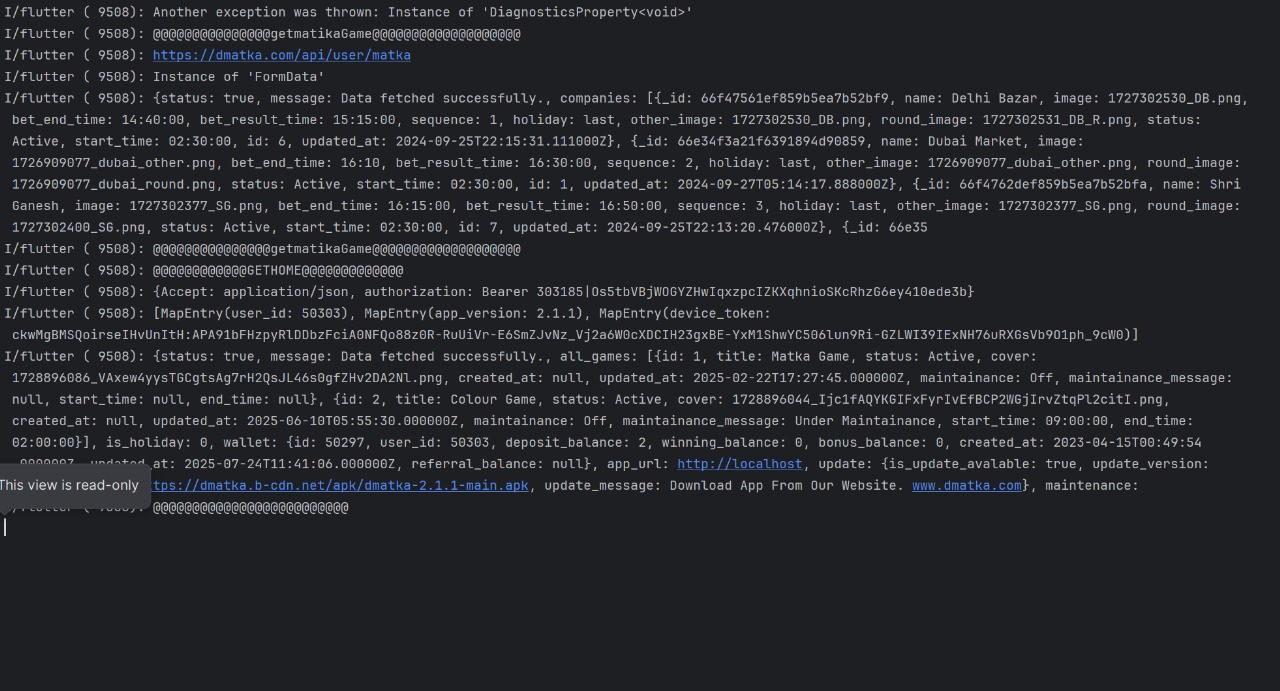 I/flutter ( 9508): Another exception was thrown: Instance of 'DiagnosticsProperty<void>'
I/flutter ( 9508): @@@@@@@@@@@@@@@getmatikaGame@@@@@@@@@@@@@@@@@@@
I/flutter ( 9508): https://dmatka.com/api/user/matka
I/flutter ( 9508): Instance of 'FormData'
I/flutter ( 9508): {status: true, message: Data fetched successfully., companies: [{_id: 66f47561ef859b5ea7b52bf9, name: Delhi Bazar, image: 1727302530_DB.png,
bet_end_time: 14:40:00, bet_result_time: 15:15:00, sequence: 1, holiday: last, other_image: 1727302530_DB.png, round_image: 1727302531_DB_R.png, status:
Active, start_time: 02:30:00, id: 6, updated_at: 2024-09-25T22:15:31.111000Z}, {_id: 66e34f3a21f6391894d90859, name: Dubai Market, image:
1726909077_dubai_other.png, bet_end_time: 16:10, bet_result_time: 16:30:00, sequence: 2, holiday: last, other_image: 1726909077_dubai_other.png, round_image:
1726909077_dubai_round.png, status: Active, start_time: 02:30:00, id: 1, updated_at: 2024-09-27T05:14:17.888000Z}, {_id: 66f4762def859b5ea7b52bfa, name: Shri
Ganesh, image: 1727302377_SG.png, bet_end_time: 16:15:00, bet_result_time: 16:50:00, sequence: 3, holiday: last, other_image: 1727302377_SG.png, round_image:
1727302400_SG.png, status: Active, start_time: 02:30:00, id: 7, updated_at: 2024-09-25T22:13:20.476000Z}, {_id: 66e35
I/flutter ( 9508): @@@@@@@@@@@@@@@getmatikaGame@@@@@@@@@@@@@@@@@@@
I/flutter ( 9508): @@@@@@@@@@@@GETHOME@@@@@@@@@@@@@
I/flutter ( 9508): {Accept: application/json, authorization: Bearer 303185|Os5tbVBjWOGYZHwIqxzpcIZKXqhnioSKcRhzG6ey410ede3b}
I/flutter ( 9508): [MapEntry(user_id: 50303), MapEntry(app_version: 2.1.1), MapEntry(device_token:
ckwMgBMSQoirseIHvUnItH:APA91bFHzpyRlDDbzFciA0NFQo88z0R-RuUiVr-E6SmZJvNz_Vj2a6W0cXDCIH23gxBE-YxM1ShwYC506lun9Ri-GZLWI39IExNH76uRXGsVb9O1ph_9cW0)]
I/flutter ( 9508): {status: true, message: Data fetched successfully., all_games: [{id: 1, title: Matka Game, status: Active, cover:
1728896086_VAxew4yysTGCgtsAg7rH2QsJL46s0gfZHv2DA2Nl.png, created_at: null, updated_at: 2025-02-22T17:27:45.000000Z, maintainance: Off, maintainance_message:
null, start_time: null, end_time: null}, {id: 2, title: Colour Game, status: Active, cover: 1728896044_Ijc1fAQYKGIFxFyrIvEfBCP2WGjIrvZtqPl2citI.png,
created_at: null, updated_at: 2025-06-10T05:55:30.000000Z, maintainance: Off, maintainance_message: Under Maintainance, start_time: 09:00:00, end_time:
02:00:00}], is_holiday: 0, wallet: {id: 50297, user_id: 50303, deposit_balance: 2, winning_balance: 0, bonus_balance: 0, created_at: 2023-04-15T00:49:54
updated_at: 2025-07-24T11:41:06.000000Z, referral_balance: null}, app_url: http://localhost, update: {is_update_avalable: true, update_version:
This view is read-only
tps://dmatka.b-cdn.net/apk/dmatka-2.1.1-main.apk, update_message: Download App From Our Website. www.dmatka.com}, maintenance:
I/flutter ( 9508): @@@@@@@@@@@@@@@@@@@@@@@@@